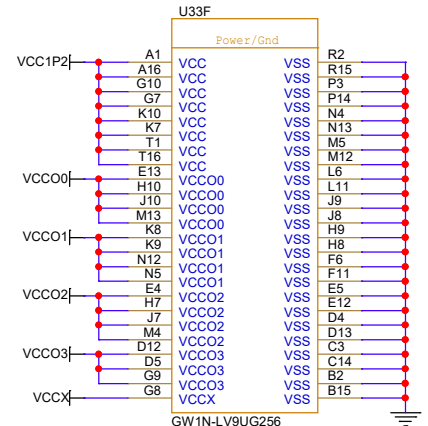 U33F
Power/Gnd
VCC1P2 A1 VCC VSS R2
A16 VCC VSS R15
G10 VCC VSS P3
G7 VCC VSS P14
K10 VCC VSS N4
K7 VCC VSS N13
T1 VCC VSS M5
T16 VCC VSS M12
VCCO0 E13 VCCO0 VSS L6
H10 VCCO0 VSS L11
J10 VCCO0 VSS J9
M13 VCCO0 VSS J8
VCCO1 K8 VCCO1 VSS H9
K9 VCCO1 VSS H8
N12 VCCO1 VSS F6
N5 VCCO1 VSS F11
VCCO2 E4 VCCO2 VSS E5
H7 VCCO2 VSS E12
J7 VCCO2 VSS D4
M4 VCCO2 VSS D13
VCCO3 D12 VCCO3 VSS C3
D5 VCCO3 VSS C14
G9 VCCO3 VSS B2
VCCX G8 VCCX VSS B15
GW1N-LV9UG256